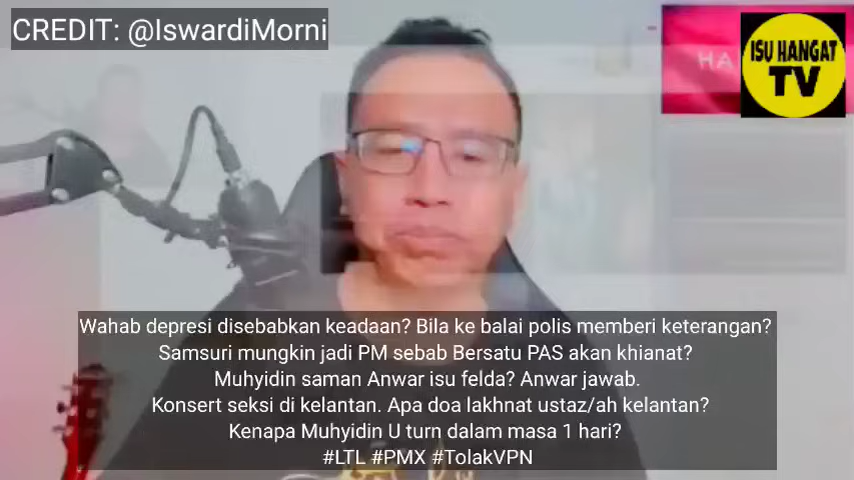 CREDIT: @IswardiMorni
HA
ISU HANGAT
TV
Wahab depresi disebabkan keadaan? Bila ke balai polis memberi keterangan?
Samsuri mungkin jadi PM sebab Bersatu PAS akan khianat?
Muhyidin saman Anwar isu felda? Anwar jawab.
Konsert seksi di kelantan. Apa doa lakhnat ustaz/ah kelantan?
Kenapa Muhyidin U turn dalam masa 1 hari?
#LTL #PMX #TolakVPN